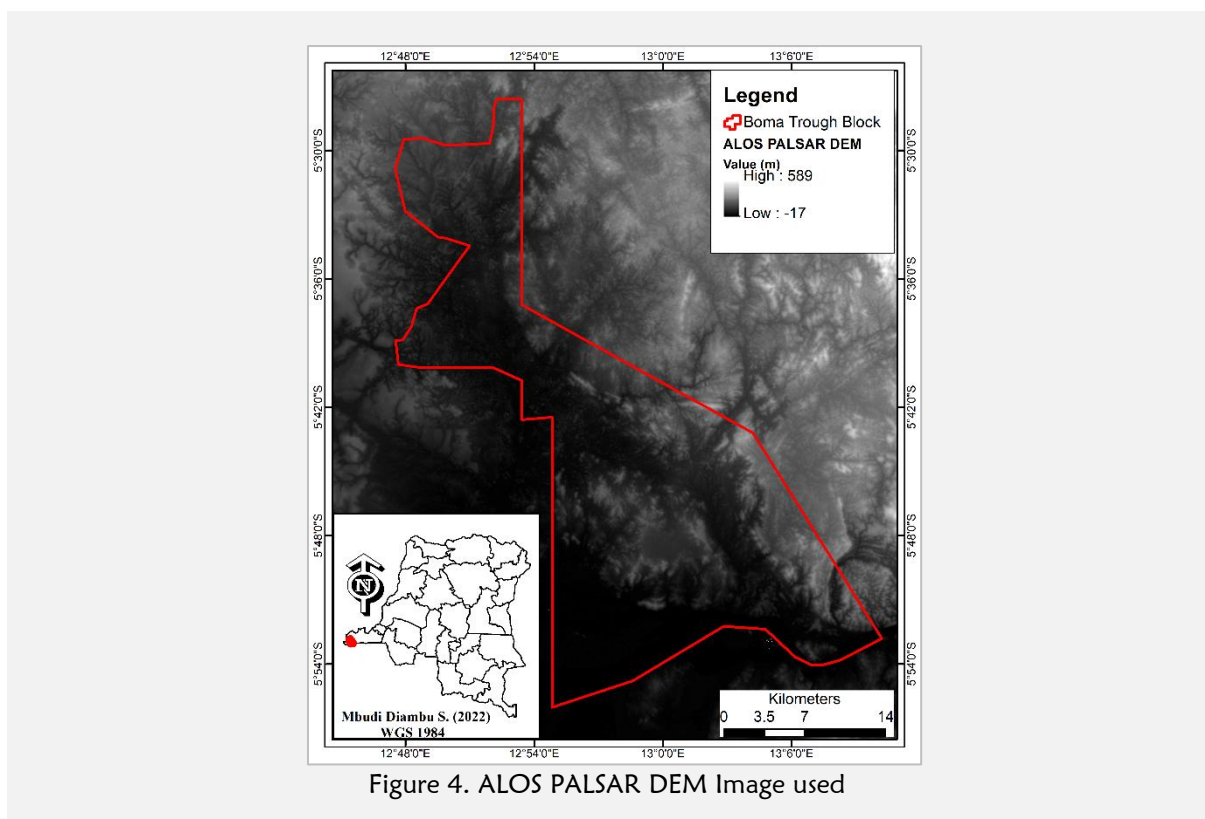 12°48'0"E 12°54'0"E 13°0'0"E 13°6'0"E
Legend
Boma Trough Block
ALOS PALSAR DEM
Value (m)
High : 589
Low : -17
5°30'0"S 5°30'0"S
5°36'0"S 5°36'0"S
5°42'0"S 5°42'0"S
5°48'0"S 5°48'0"S
5°54'0"S 5°54'0"S
N
Mbudi Diambu S. (2022)
WGS 1984
Kilometers
0 3.5 7 14
12°48'0"E 12°54'0"E 13°0'0"E 13°6'0"E
Figure 4. ALOS PALSAR DEM Image used